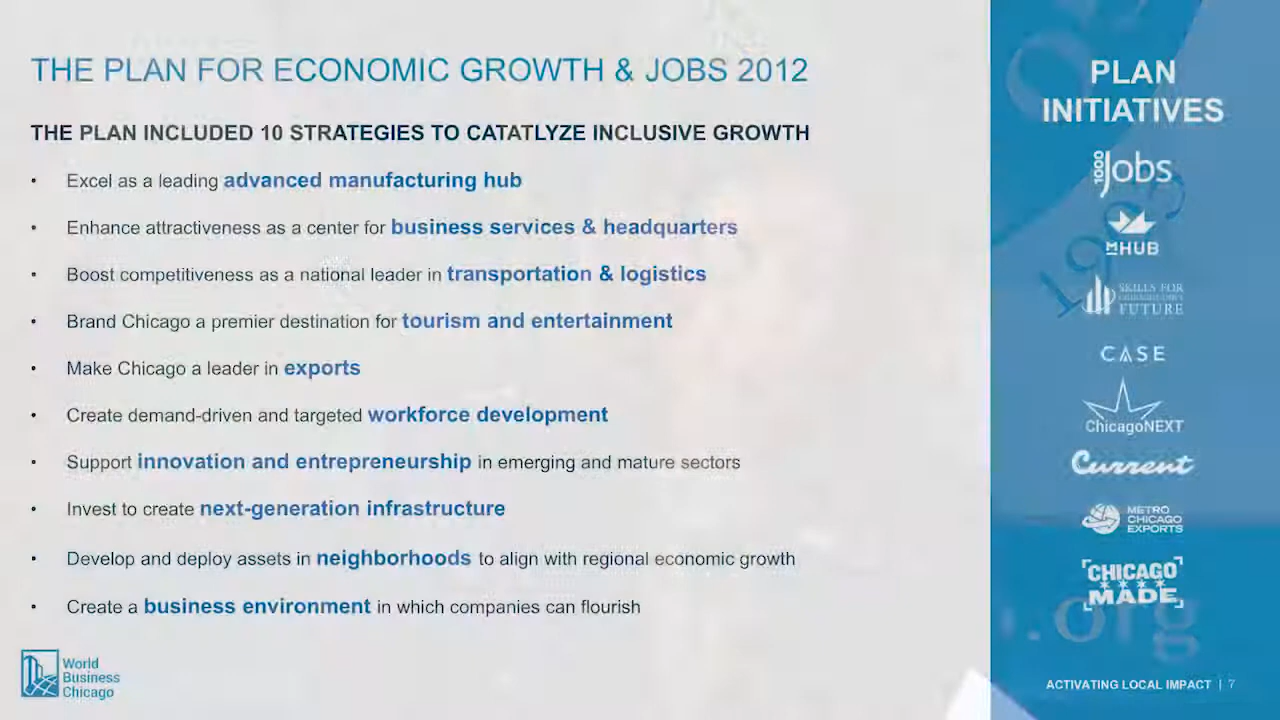 THE PLAN FOR ECONOMIC GROWTH & JOBS 2012
THE PLAN INCLUDED 10 STRATEGIES TO CATATLYZE INCLUSIVE GROWTH
• Excel as a leading advanced manufacturing hub
• Enhance attractiveness as a center for business services & headquarters
• Boost competitiveness as a national leader in transportation & logistics
• Brand Chicago a premier destination for tourism and entertainment
• Make Chicago a leader in exports
• Create demand-driven and targeted workforce development
• Support innovation and entrepreneurship in emerging and mature sectors
• Invest to create next-generation infrastructure
• Develop and deploy assets in neighborhoods to align with regional economic growth
• Create a business environment in which companies can flourish
World
Business
Chicago
PLAN
INITIATIVES
1000 Jobs
MHUB
SKILLS FOR
FUTURE
CASE
ChicagoNEXT
Current
METRO
CHICAGO
EXPORTS
CHICAGO
MADE
.org
ACTIVATING LOCAL IMPACT | 7